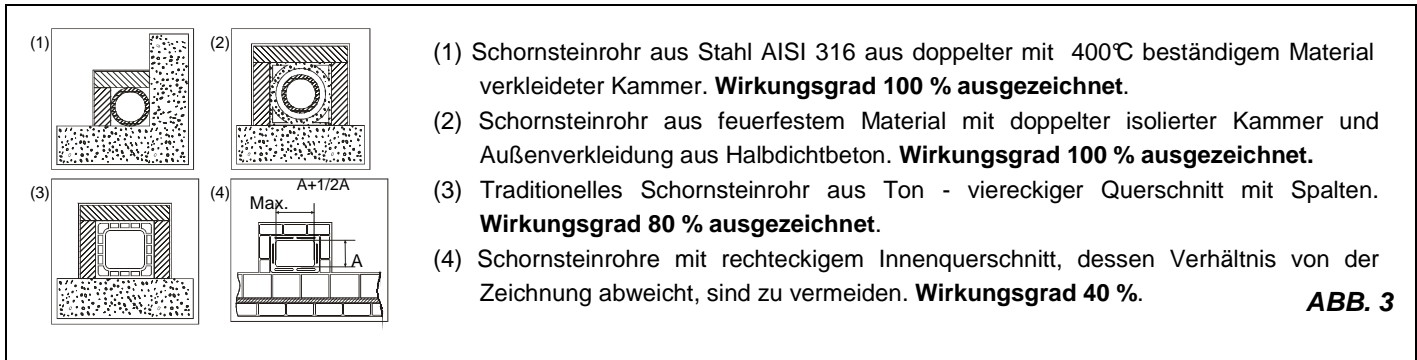 (1)
(2)
(1) Schornsteinrohr aus Stahl AISI 316 aus doppelter mit 400℃ beständigem Material
verkleideter Kammer. Wirkungsgrad 100 % ausgezeichnet.
(2) Schornsteinrohr aus feuerfestem Material mit doppelter isolierter Kammer und
Außenverkleidung aus Halbdichtbeton. Wirkungsgrad 100 % ausgezeichnet.
(3)
(4)
A+1/2A
Max.
A
(3) Traditionelles Schornsteinrohr aus Ton - viereckiger Querschnitt mit Spalten.
Wirkungsgrad 80 % ausgezeichnet.
(4) Schornsteinrohre mit rechteckigem Innenquerschnitt, dessen Verhältnis von der
Zeichnung abweicht, sind zu vermeiden. Wirkungsgrad 40 %.
ABB. 3